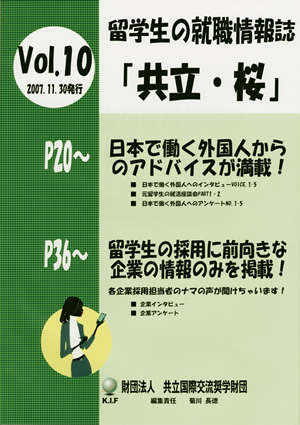 Vol.10
2007.11.30発行
留学生の就職情報誌
「共立・桜」
P20～
日本で働く外国人から
のアドバイスが満載！
■ 日本で働く外国人へのインタビューVOICE.1-5
■ 元留学生の就活座談会PART1・2
■ 日本で働く外国人へのアンケートNO.1-5
P36～
留学生の採用に前向きな
企業の情報のみを掲載！
各企業採用担当者のナマの声が聞けちゃいます！
■ 企業インタビュー
■ 企業アンケート
K.I.F
財団法人 共立国際交流奨学財団
編集責任 菊川 長徳